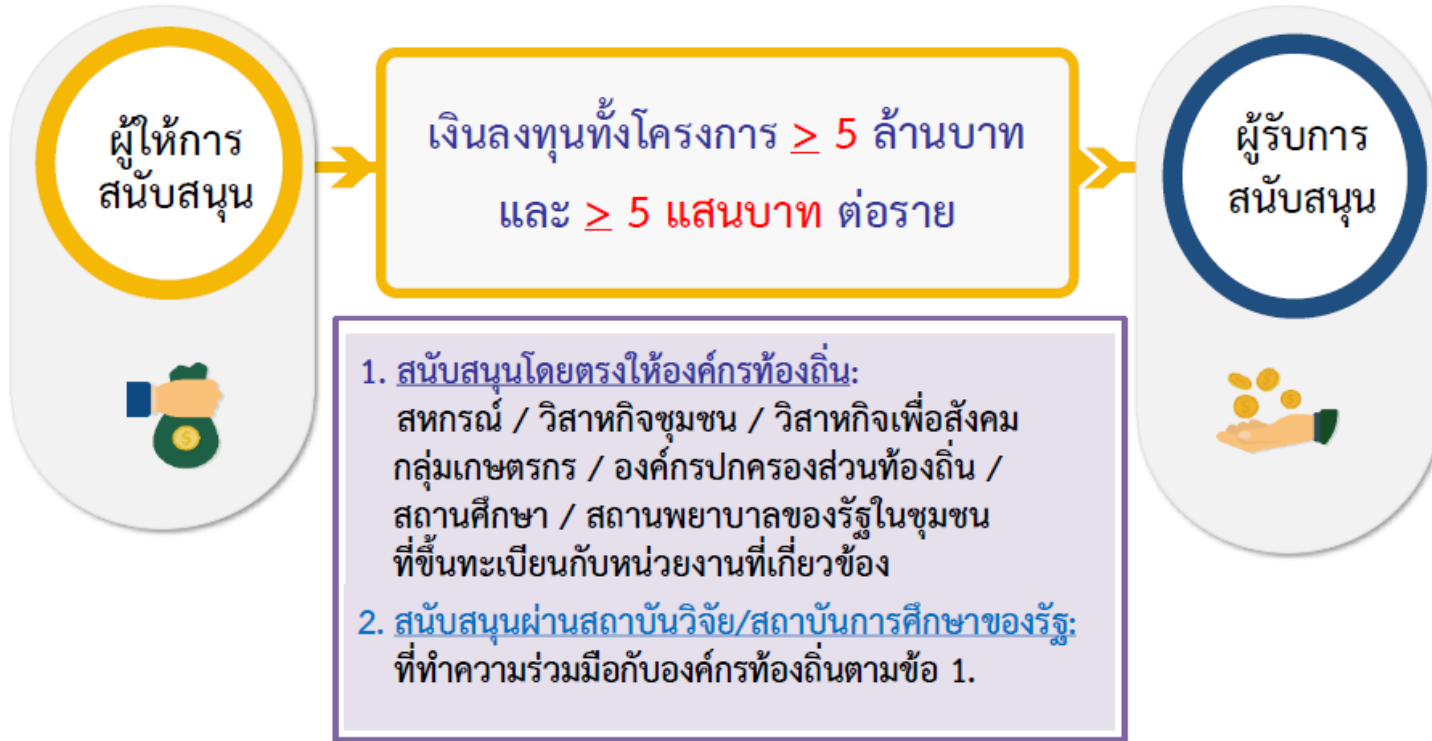 ผู้ให้การ
สนับสนุน
เงินลงทุนทั้งโครงการ ≥ 5 ล้านบาท
และ ≥ 5 แสนบาท ต่อราย
ผู้รับการ
สนับสนุน
1. สนับสนุนโดยตรงให้องค์กรท้องถิ่น:
สหกรณ์ / วิสาหกิจชุมชน / วิสาหกิจเพื่อสังคม
กลุ่มเกษตรกร / องค์กรปกครองส่วนท้องถิ่น /
สถานศึกษา / สถานพยาบาลของรัฐในชุมชน
ที่ขึ้นทะเบียนกับหน่วยงานที่เกี่ยวข้อง
2. สนับสนุนผ่านสถาบันวิจัย/สถาบันการศึกษาของรัฐ:
ที่ทำความร่วมมือกับองค์กรท้องถิ่นตามข้อ 1.